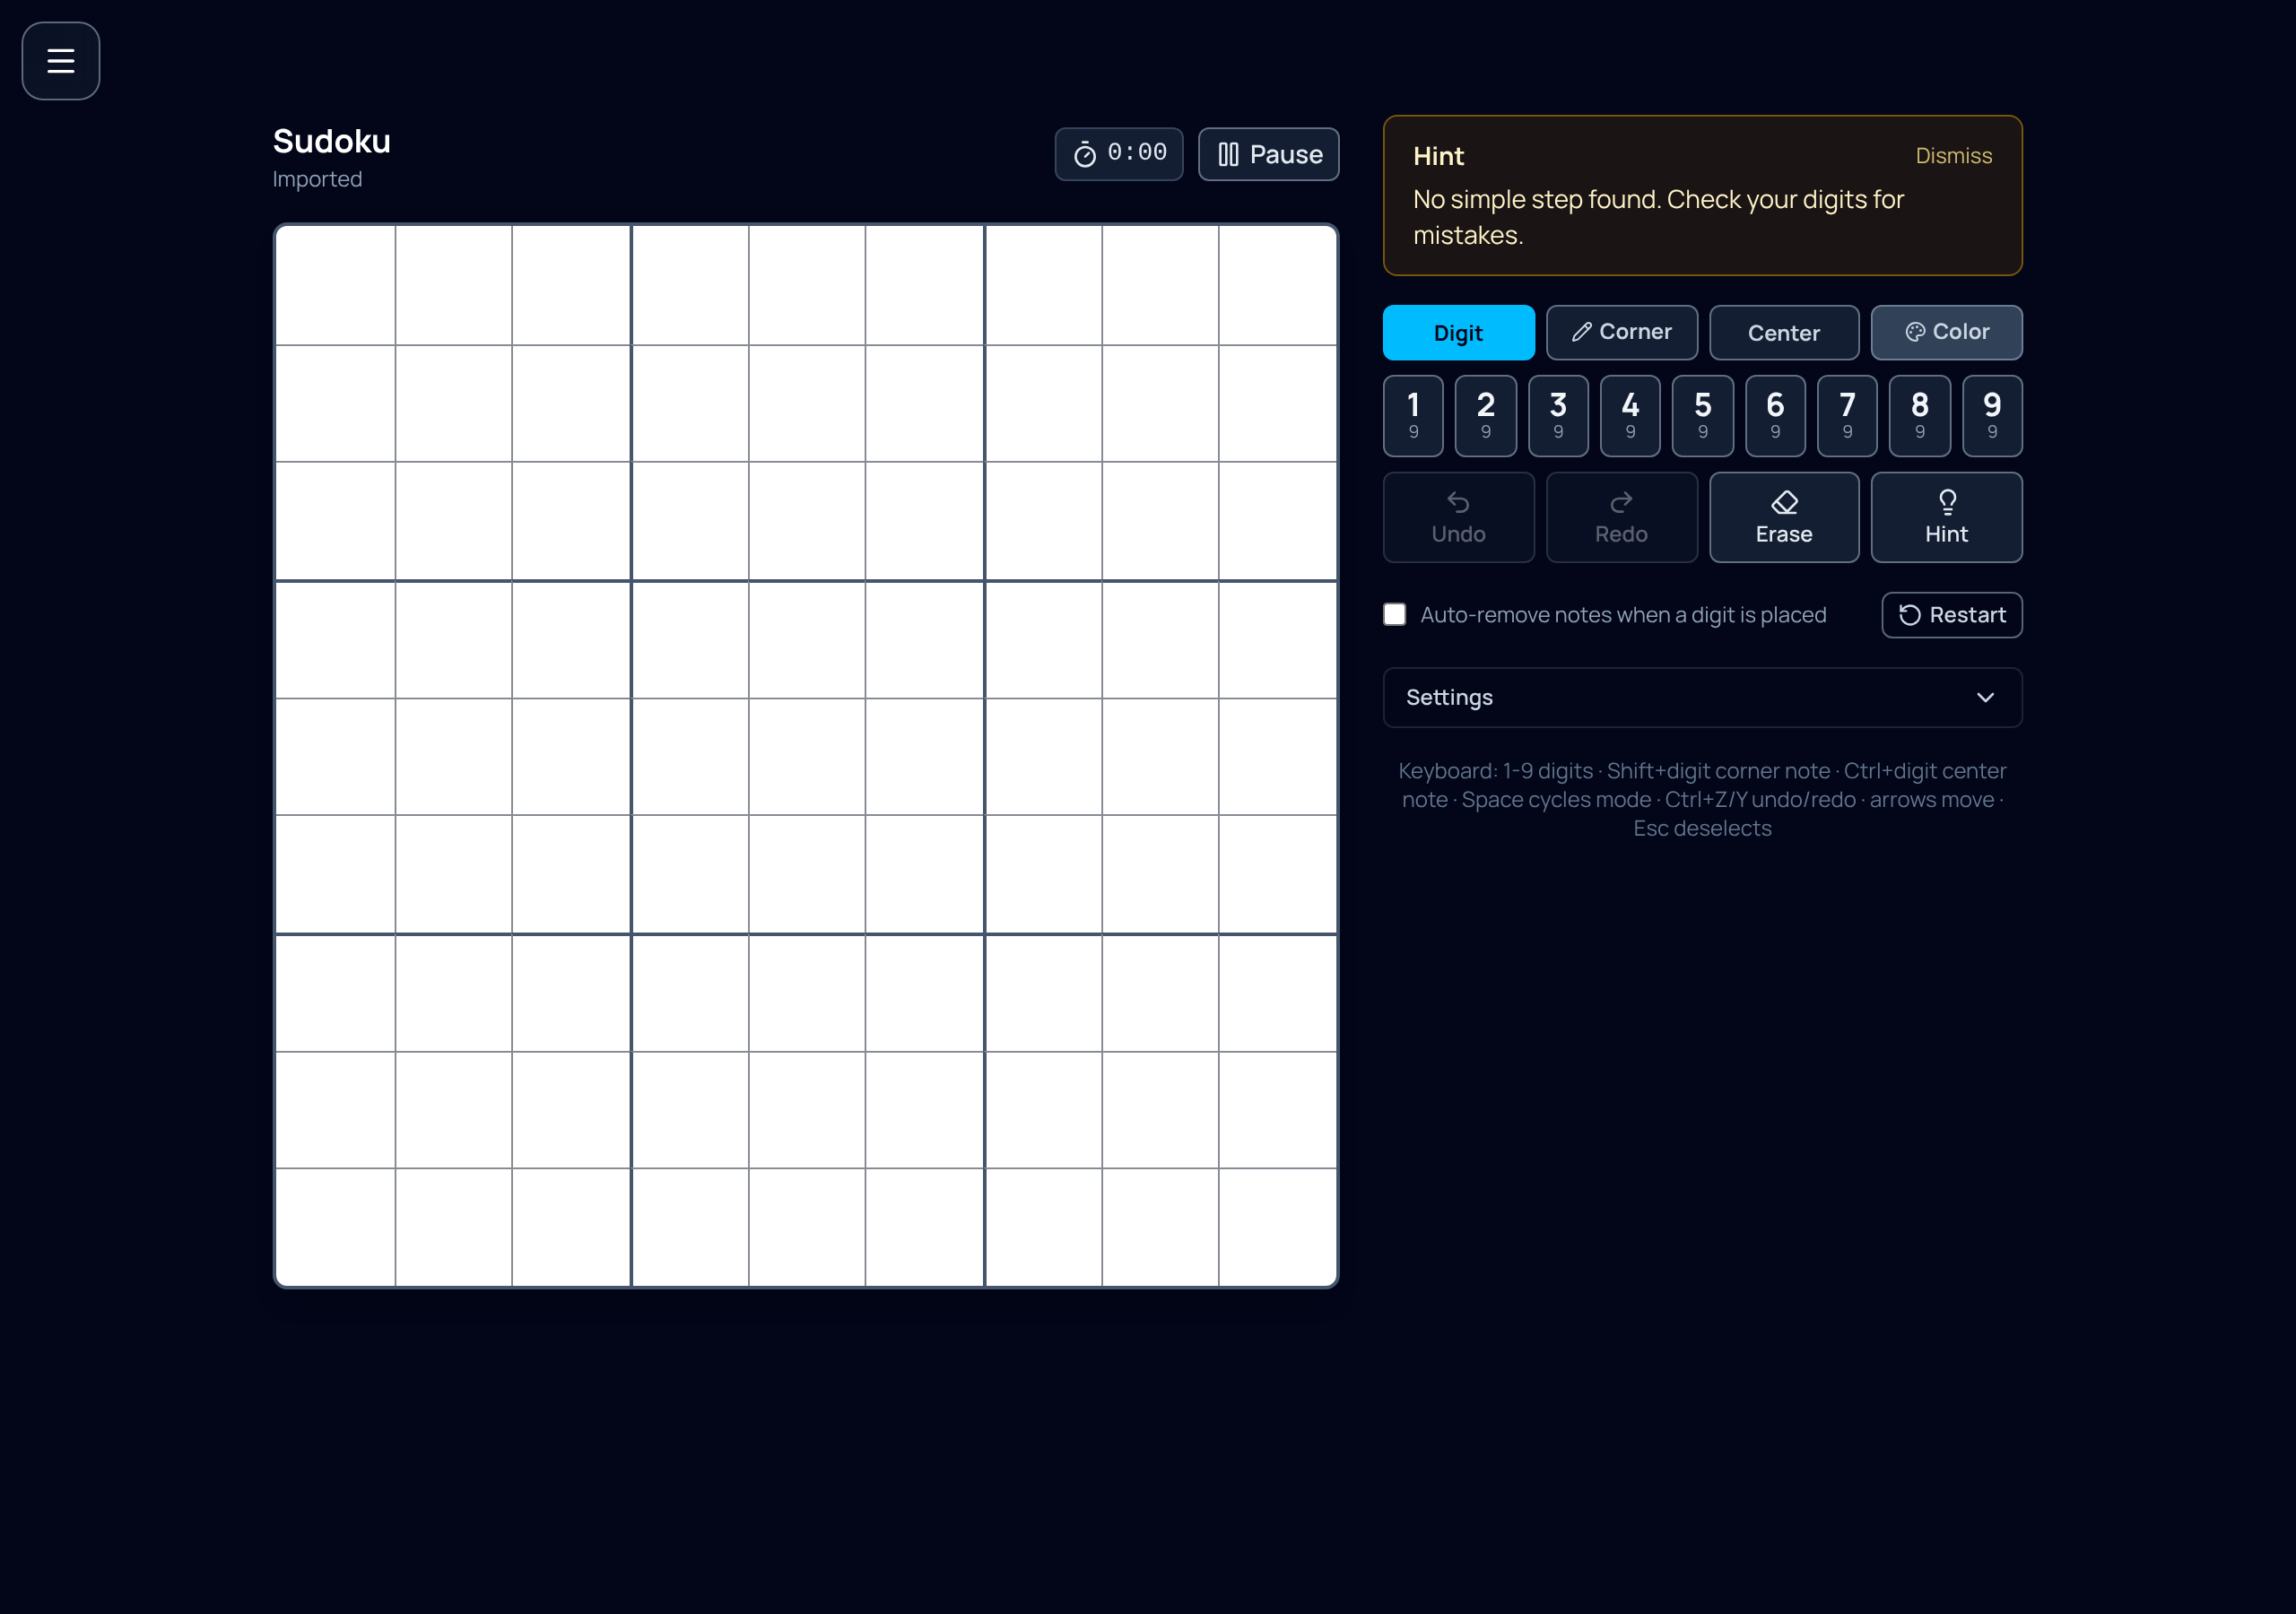 Sudoku
Imported
0:00
Pause
Hint
Dismiss
No simple step found. Check your digits for
mistakes.
Digit
Corner
Center
Color
1 2 3 4 5 6 7 8 9
9 9 9 9 9 9 9 9 9
Undo
Redo
Erase
Hint
Auto-remove notes when a digit is placed
Restart
Settings
Keyboard: 1-9 digits · Shift+digit corner note · Ctrl+digit center
note · Space cycles mode · Ctrl+Z/Y undo/redo · arrows move ·
Esc deselects